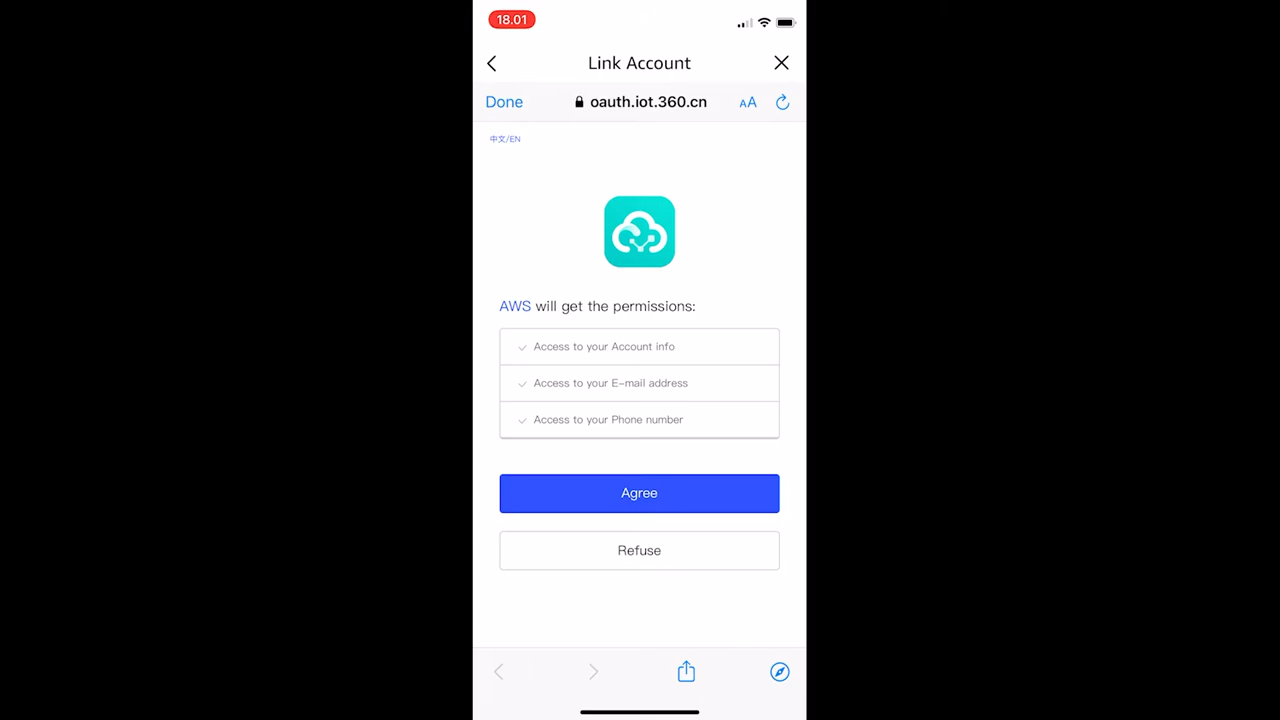 18.01
Link Account
Done
oauth.iot.360.cn
AA
中文/EN
AWS will get the permissions:
Access to your Account info
Access to your E-mail address
Access to your Phone number
Agree
Refuse